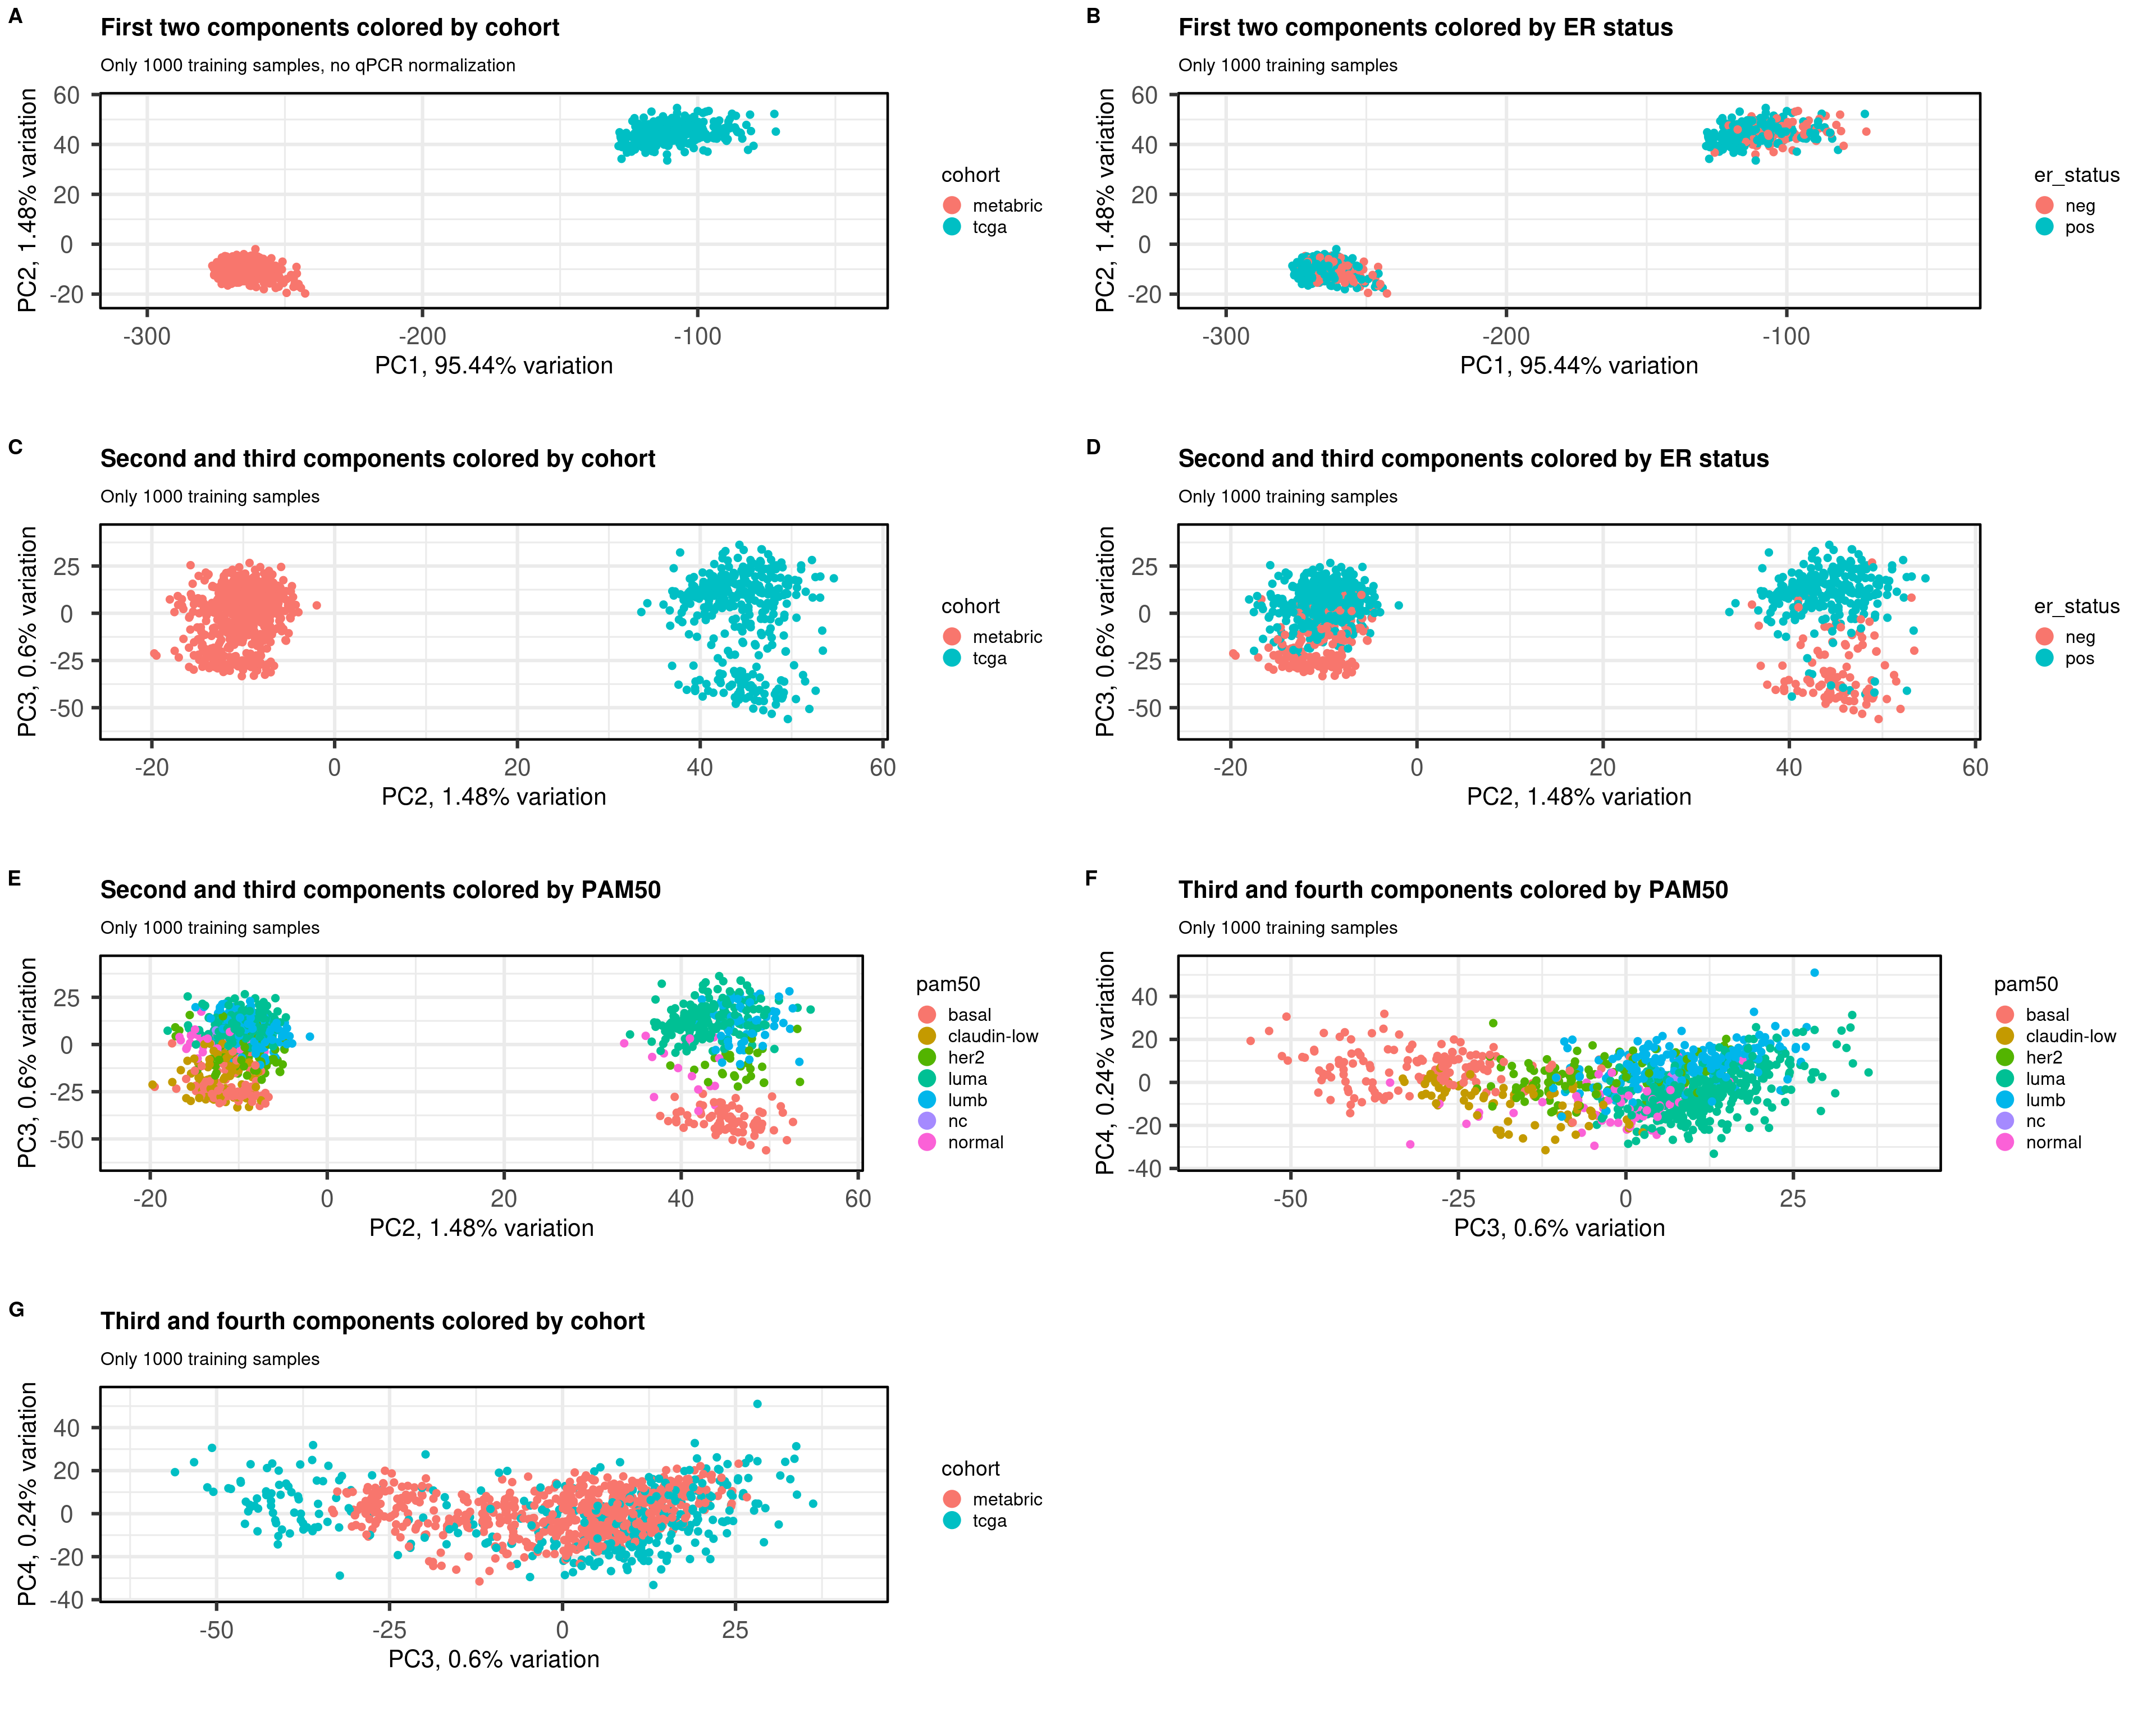 A
First two components colored by cohort
Only 1000 training samples, no qPCR normalization
60
40
20
0
-20
PC2, 1.48% variation
-300
-200
-100
PC1, 95.44% variation
cohort
metabric
tcga
B
First two components colored by ER status
Only 1000 training samples
60
40
20
0
-20
PC2, 1.48% variation
-300
-200
-100
PC1, 95.44% variation
er_status
neg
pos
C
Second and third components colored by cohort
Only 1000 training samples
25
0
-25
-50
PC3, 0.6% variation
-20
0
20
40
60
PC2, 1.48% variation
cohort
metabric
tcga
D
Second and third components colored by ER status
Only 1000 training samples
25
0
-25
-50
PC3, 0.6% variation
-20
0
20
40
60
PC2, 1.48% variation
er_status
neg
pos
E
Second and third components colored by PAM50
Only 1000 training samples
25
0
-25
-50
PC3, 0.6% variation
-20
0
20
40
60
PC2, 1.48% variation
pam50
basal
claudin-low
her2
luma
lumb
nc
normal
F
Third and fourth components colored by PAM50
Only 1000 training samples
40
20
0
-20
-40
PC4, 0.24% variation
-50
-25
0
25
PC3, 0.6% variation
pam50
basal
claudin-low
her2
luma
lumb
nc
normal
G
Third and fourth components colored by cohort
Only 1000 training samples
40
20
0
-20
-40
PC4, 0.24% variation
-50
-25
0
25
PC3, 0.6% variation
cohort
metabric
tcga